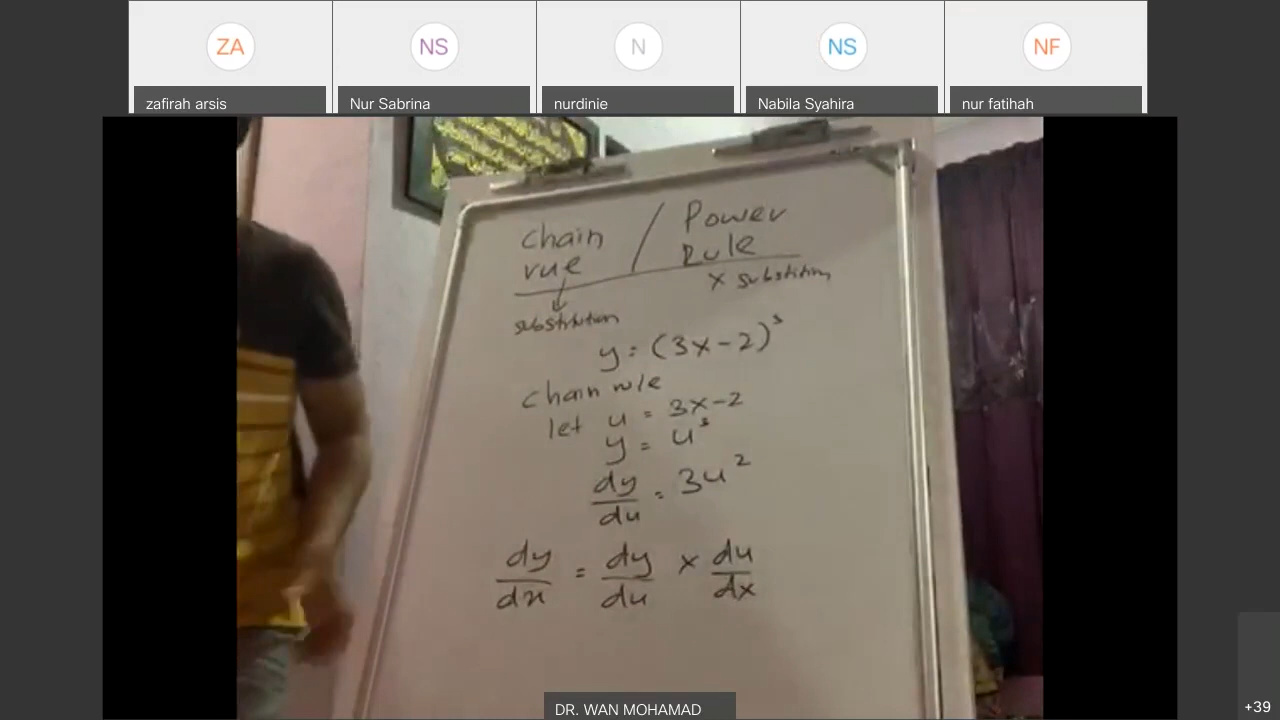 ZA NS N NS NF
zafirah arsis Nur Sabrina nurdinie Nabila Syahira nur fatihah
chain / Power
rue Rule
substitution × substitution
y = (3x-2)³
chain rule
let u = 3x-2
y = u³
dy/du = 3u²
dy/dx = dy/du × du/dx
DR. WAN MOHAMAD
+39